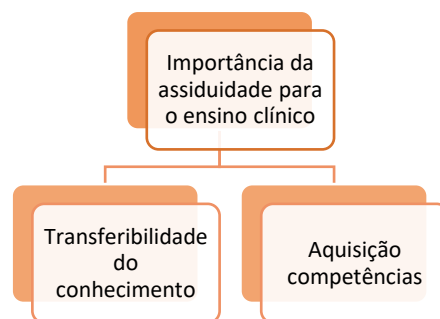 Importância da
assiduidade para
o ensino clínico
Transferibilidade
do
conhecimento
Aquisição
competências